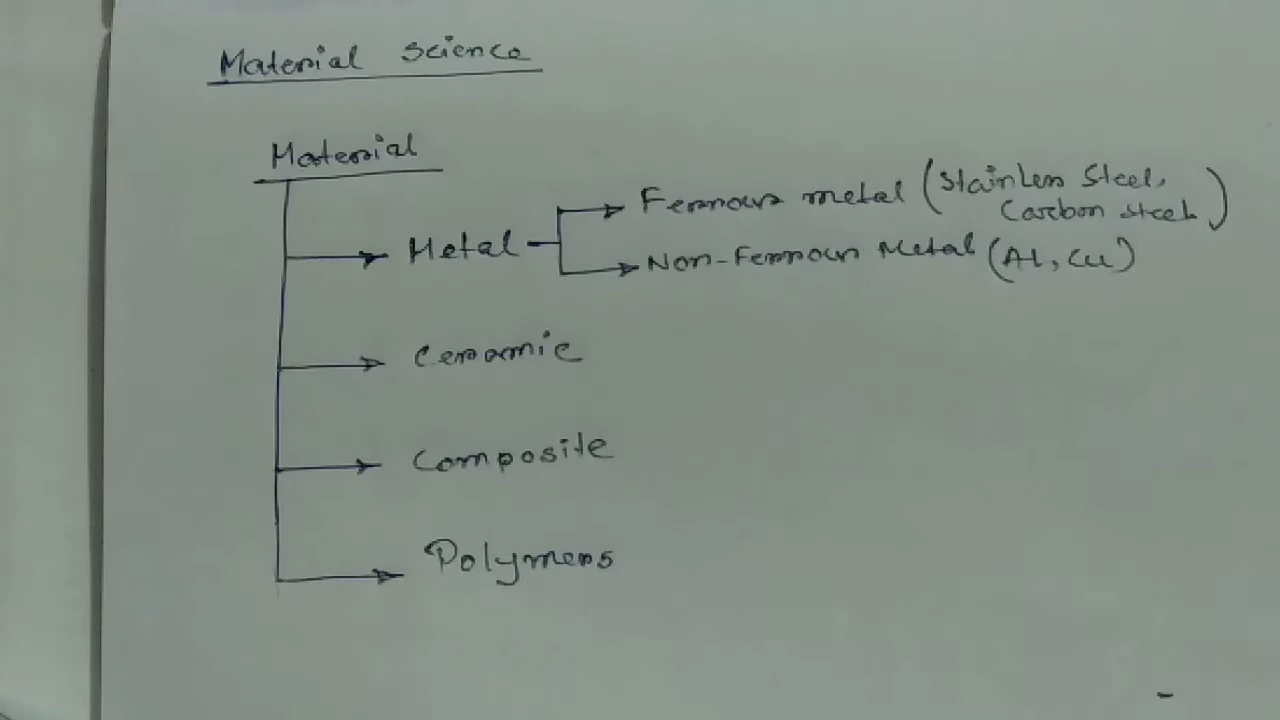 Material Science
Material
Metal
Ferrous metal (Stainless Steel,
Carbon steel)
Non-Ferrous Metal (Al, Cu)
Ceramic
Composite
Polymers